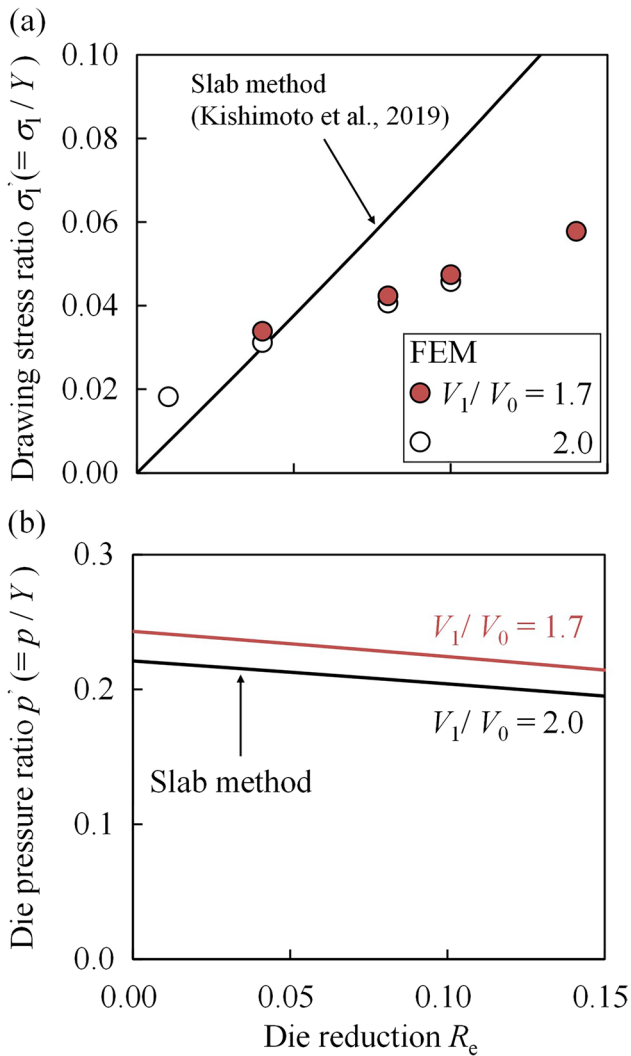 (a)
Drawing stress ratio σ₁’ (= σ₁ / Y)
0.10
0.08
0.06
0.04
0.02
0.00
Slab method
(Kishimoto et al., 2019)
FEM
V₁/ V₀ = 1.7
2.0
(b)
Die pressure ratio p’ (= p / Y)
0.3
0.2
0.1
0.0
V₁/ V₀ = 1.7
V₁/ V₀ = 2.0
Slab method
0.00
0.05
0.10
0.15
Die reduction Rₑ